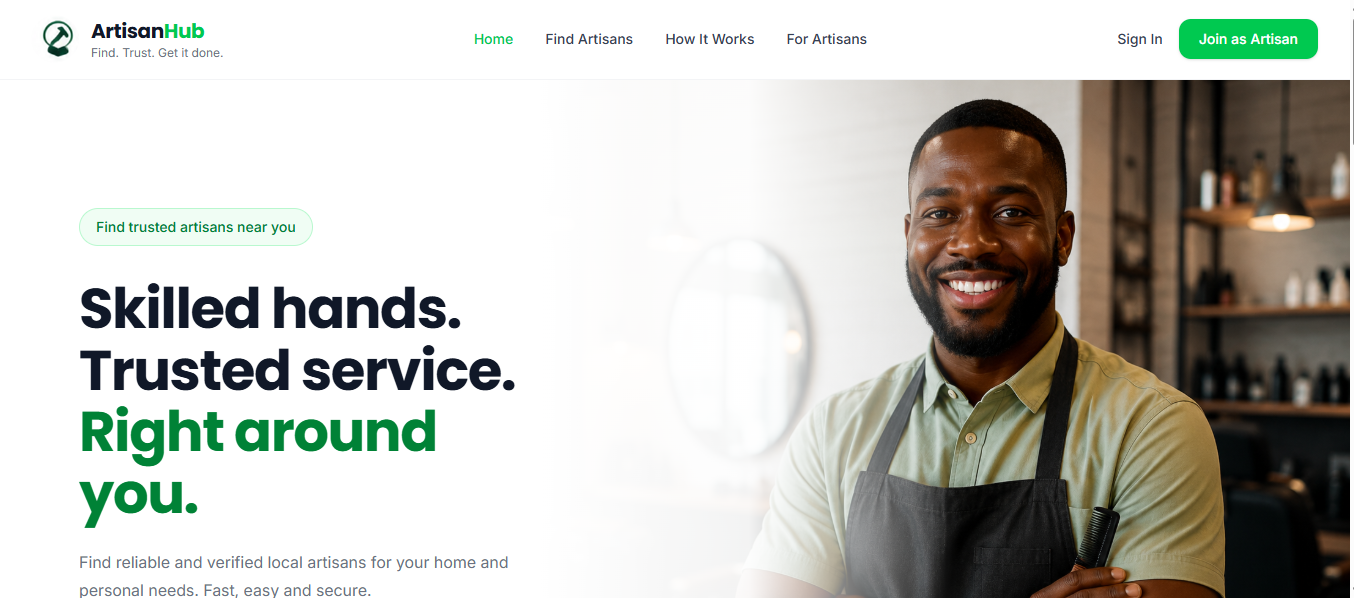 ArtisanHub
Find. Trust. Get it done.
Home
Find Artisans
How It Works
For Artisans
Sign In
Join as Artisan
Find trusted artisans near you
Skilled hands.
Trusted service.
Right around
you.
Find reliable and verified local artisans for your home and
personal needs. Fast, easy and secure.